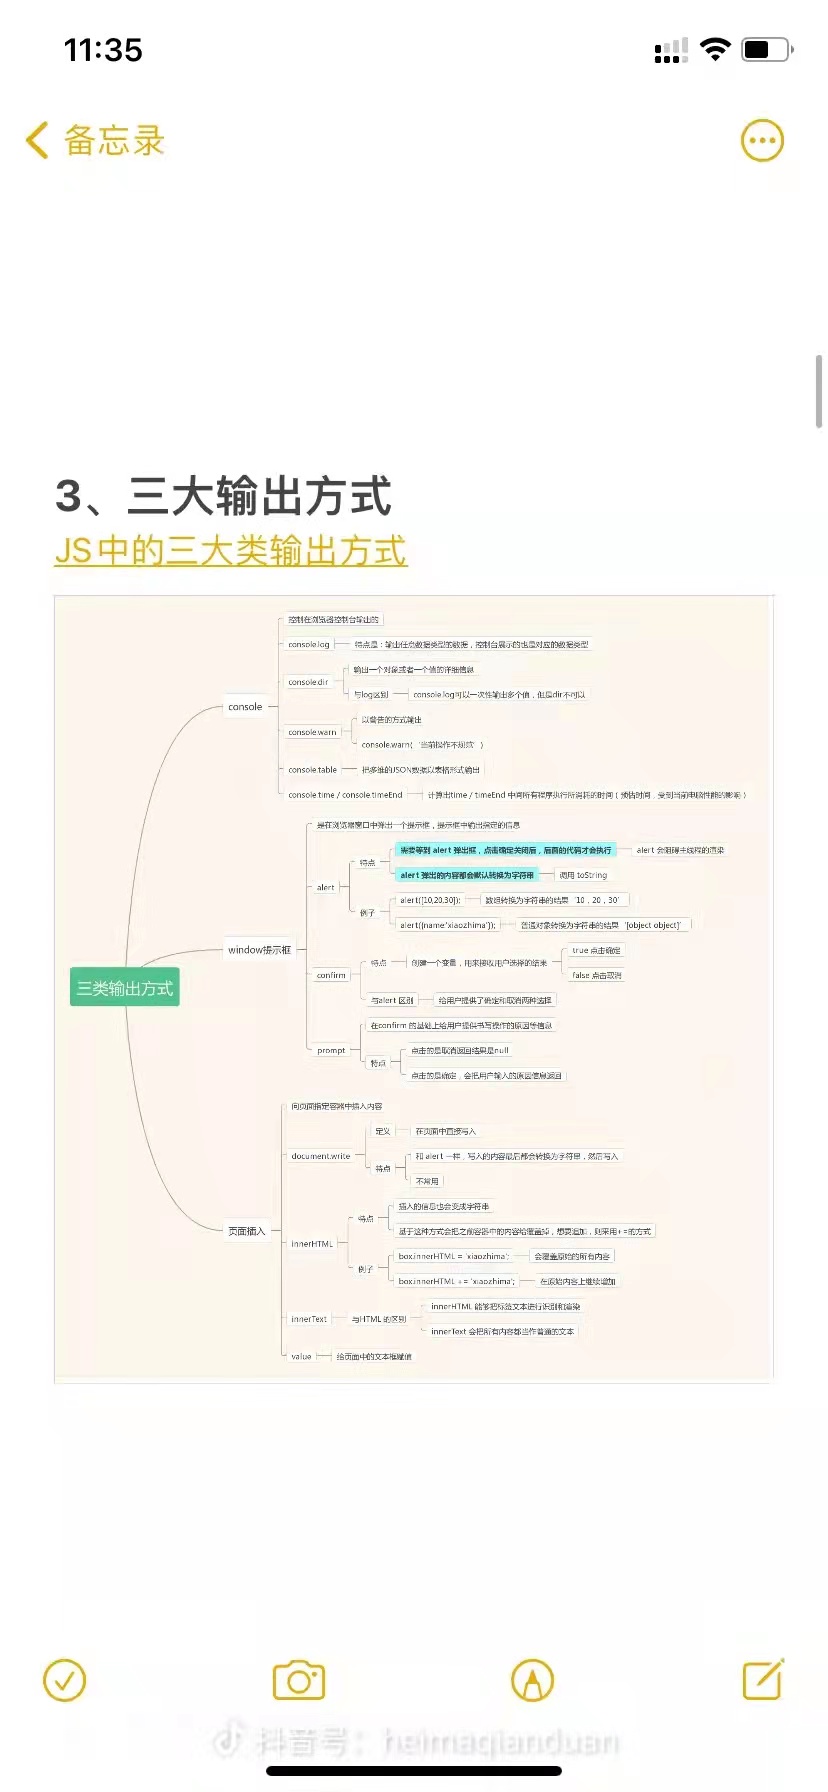 11:35
备忘录
3、三大输出方式
JS中的三大类输出方式
三类输出方式
console
控制在浏览器控制台输出的
console.log
特点是：输出任意数据类型的数据，控制台展示的也是对应的数据类型
console.dir
输出一个对象或者一个值的详细信息
与log区别
console.log可以一次性输出多个值，但是dir不可以
console.warn
以警告的方式输出
console.warn(‘当前操作不规范’)
console.table
把多维的JSON数据以表格形式输出
console.time / console.timeEnd
计算出time / timeEnd 中间所有程序执行所消耗的时间（预估时间，受到当前电脑性能的影响）
window提示框
是在浏览器窗口中弹出一个提示框，提示框中输出指定的信息
alert
特点
需要等到 alert 弹出框，点击确定关闭后，后面的代码才会执行
alert 会阻碍主线程的渲染
alert 弹出的内容都会默认转换为字符串
调用 toString
例子
alert([10,20,30]);
数组转换为字符串的结果‘10，20，30’
alert({name:'xiaozhima'});
普通对象转换为字符串的结果‘[object object]’
confirm
特点
创建一个变量，用来接收用户选择的结果
true 点击确定
false 点击取消
与alert 区别
给用户提供了确定和取消两种选择
prompt
在confirm 的基础上给用户提供书写操作的原因等信息
特点
点击的是取消返回结果是null
点击的是确定，会把用户输入的原因信息返回
页面插入
向页面指定容器中插入内容
document.write
定义
在页面中直接写入
特点
和 alert 一样，写入的内容最后都会转换为字符串，然后写入
不常用
innerHTML
特点
插入的信息也会变成字符串
基于这种方式会把之前容器中的内容给覆盖掉，想要追加，则采用+=的方式
例子
box.innerHTML = 'xiaozhima';
会覆盖原始的所有内容
box.innerHTML += 'xiaozhima';
在原始内容上继续增加
innerText
与HTML 的区别
innerHTML 能够把标签文本进行识别和渲染
innerText 会把所有内容都当作普通的文本
value
给页面中的文本框赋值
抖音号：heimaqianduan